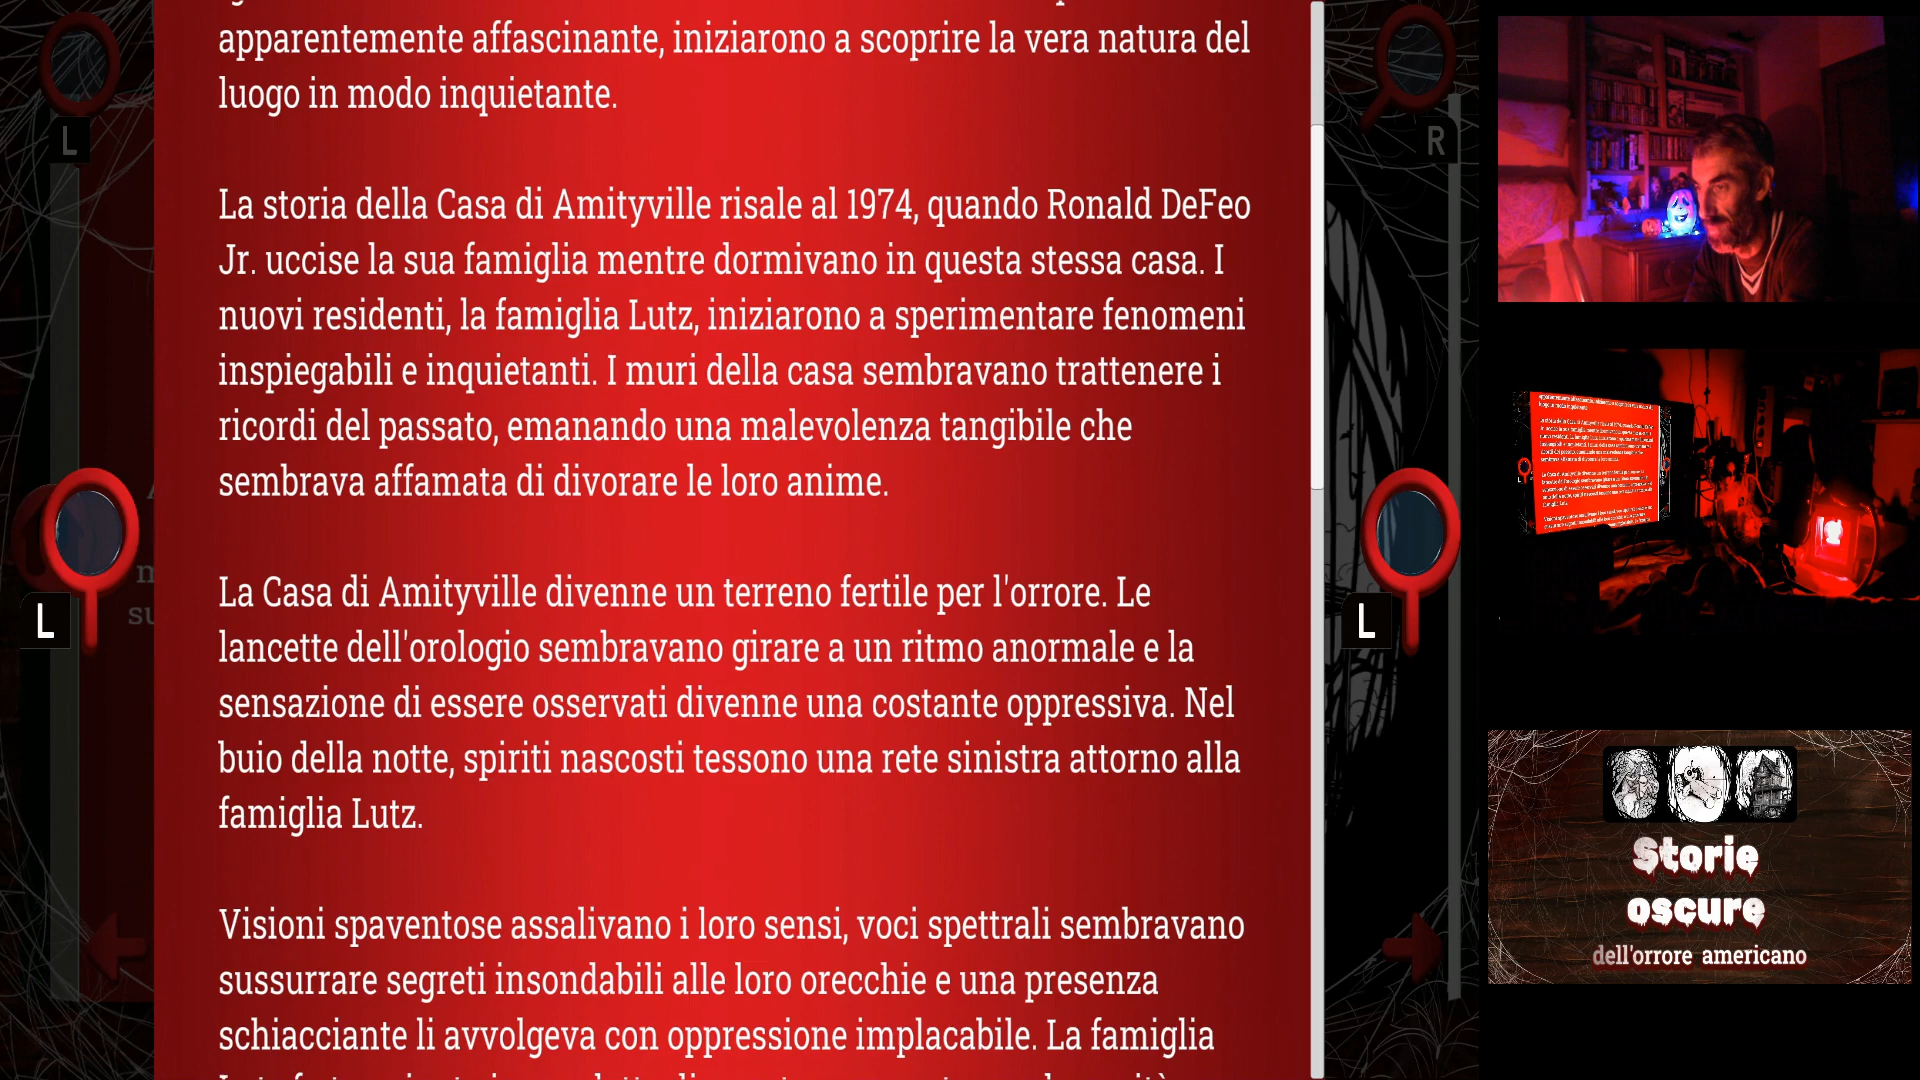 apparentemente affascinante, iniziarono a scoprire la vera natura del
luogo in modo inquietante.
La storia della Casa di Amityville risale al 1974, quando Ronald DeFeo
Jr. uccise la sua famiglia mentre dormivano in questa stessa casa. I
nuovi residenti, la famiglia Lutz, iniziarono a sperimentare fenomeni
inspiegabili e inquietanti. I muri della casa sembravano trattenere i
ricordi del passato, emanando una malevolenza tangibile che
sembrava affamata di divorare le loro anime.
La Casa di Amityville divenne un terreno fertile per l'orrore. Le
lancette dell'orologio sembravano girare a un ritmo anormale e la
sensazione di essere osservati divenne una costante oppressiva. Nel
buio della notte, spiriti nascosti tessono una rete sinistra attorno alla
famiglia Lutz.
Visioni spaventose assalivano i loro sensi, voci spettrali sembravano
sussurrare segreti insondabili alle loro orecchie e una presenza
schiacciante li avvolgeva con oppressione implacabile. La famiglia
L
R
L
L
Storie
oscure
dell'orrore americano